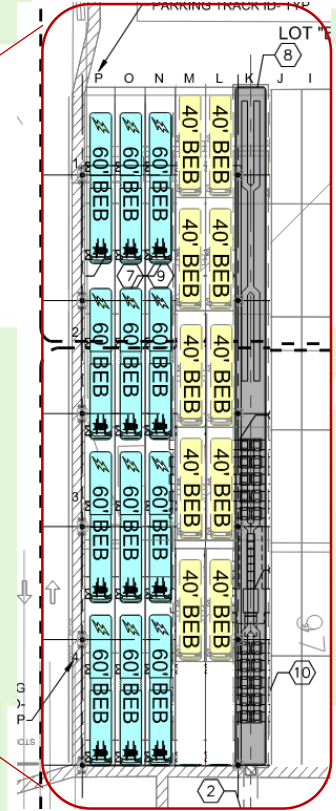 PARKING TRACK ID- TYP
LOT "E
8
P O N M L K J I
60' BEB 60' BEB 60' BEB 40' BEB 40' BEB
1
40' BEB 40' BEB
7 9
60' BEB 60' BEB 60' BEB
2
40' BEB 40' BEB
60' BEB 60' BEB 60' BEB 40' BEB 40' BEB
3
40' BEB 40' BEB
60' BEB 60' BEB 60' BEB
4
10
G
D-
P
2